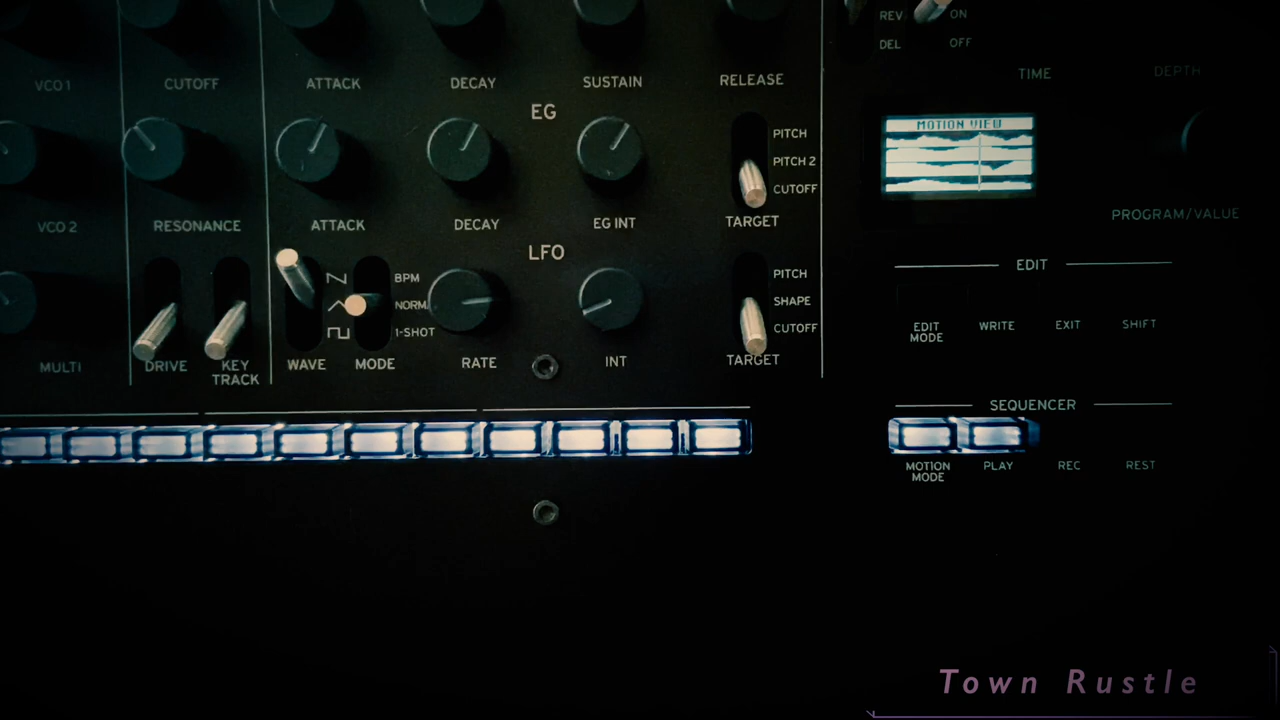 REV
ON
DEL
OFF
VCO 1
CUTOFF
ATTACK
DECAY
SUSTAIN
RELEASE
TIME
DEPTH
EG
MOTION VIEW
PITCH
PITCH 2
CUTOFF
VCO 2
RESONANCE
ATTACK
DECAY
EG INT
TARGET
PROGRAM/VALUE
LFO
EDIT
BPM
NORM
1-SHOT
PITCH
SHAPE
CUTOFF
EDIT
MODE
WRITE
EXIT
SHIFT
MULTI
DRIVE
KEY
TRACK
WAVE
MODE
RATE
INT
TARGET
SEQUENCER
MOTION
MODE
PLAY
REC
REST
Town Rustle